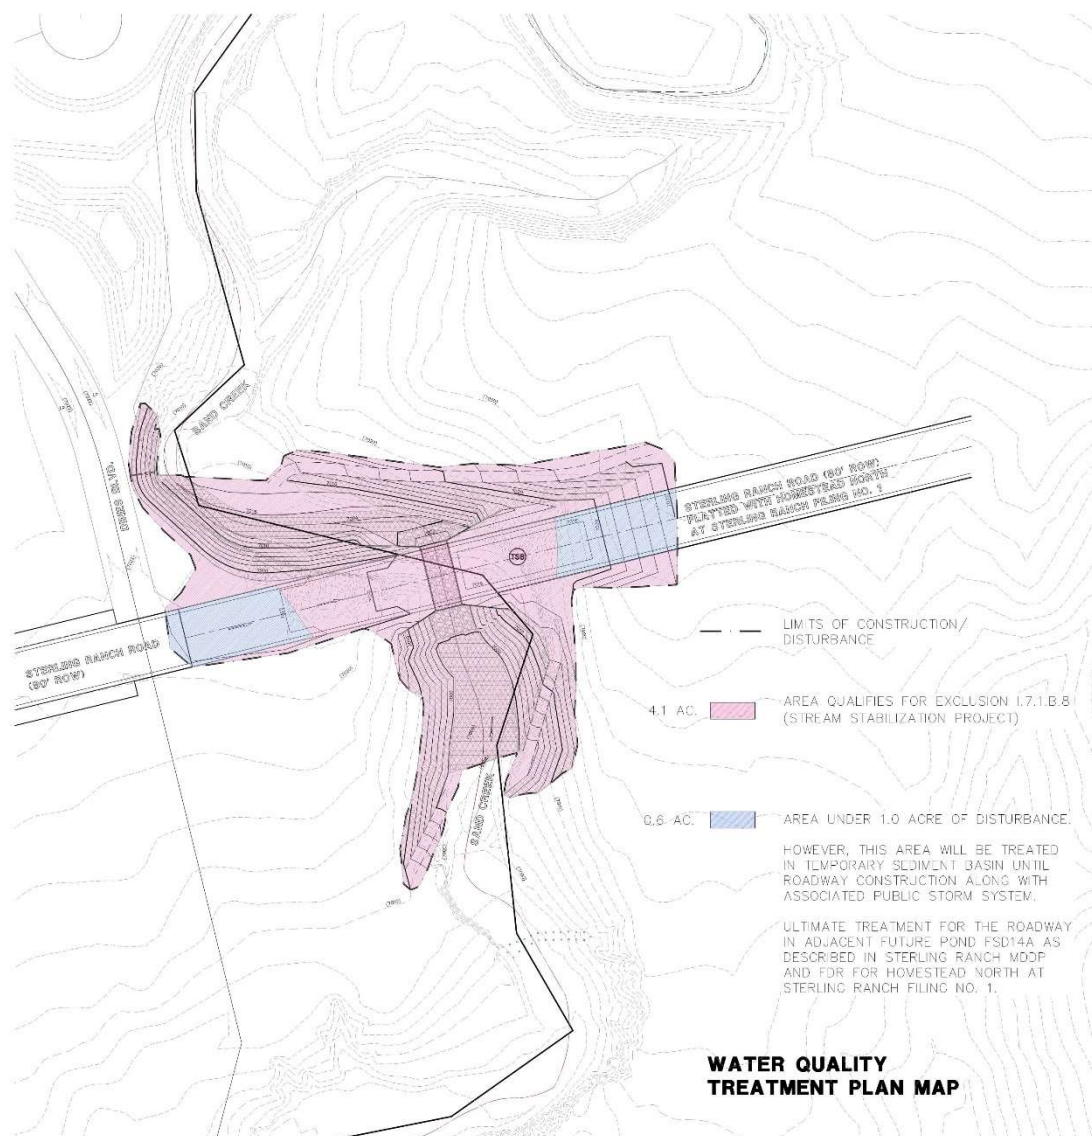 SAND CREEK
DRES BLVD.
STERLING RANCH ROAD (80' ROW)
PLATTED WITH HOMESTEAD NORTH
AT STERLING RANCH FILING NO. 1
TSB
STERLING RANCH ROAD
(80' ROW)
SAND CREEK
LIMITS OF CONSTRUCTION/
DISTURBANCE
4.1 AC.
AREA QUALIFIES FOR EXCLUSION I.7.1.B.8
(STREAM STABILIZATION PROJECT)
0.6 AC.
AREA UNDER 1.0 ACRE OF DISTURBANCE.
HOWEVER, THIS AREA WILL BE TREATED
IN TEMPORARY SEDIMENT BASIN UNTIL
ROADWAY CONSTRUCTION ALONG WITH
ASSOCIATED PUBLIC STORM SYSTEM.
ULTIMATE TREATMENT FOR THE ROADWAY
IN ADJACENT FUTURE POND FSD14A AS
DESCRIBED IN STERLING RANCH MDDP
AND FDR FOR HOMESTEAD NORTH AT
STERLING RANCH FILING NO. 1.
WATER QUALITY
TREATMENT PLAN MAP